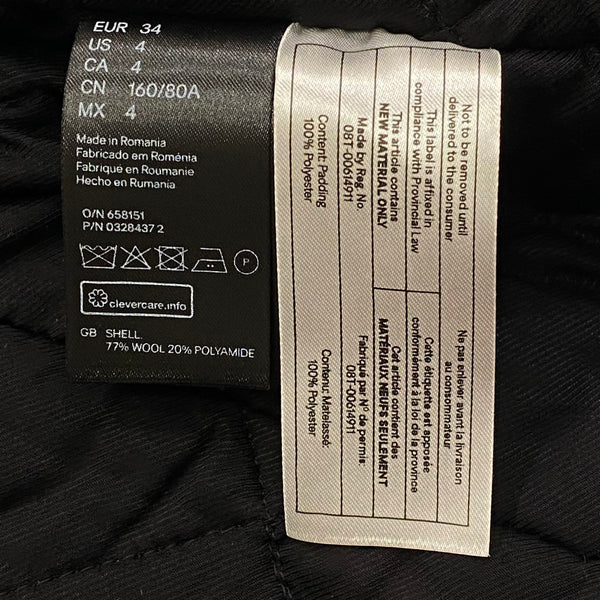 EUR 34
US 4
CA 4
CN 160/80A
MX 4
Made in Romania
Fabricado em Roménia
Fabriqué en Roumanie
Hecho en Rumania
O/N 658151
P/N 0328437 2
P
clevercare.info
GB SHELL
77% WOOL 20% POLYAMIDE
Not to be removed until
delivered to the consumer
This label is affixed in
compliance with Provincial Law
This article contains
NEW MATERIAL ONLY
Made by Reg. No.
08T-00614911
Content: Padding
100% Polyester
Ne pas enlever avant la livraison
au consommateur
Cette étiquette est apposée
conformément à la loi de la province
Cet article contient des
MATÉRIAUX NEUFS SEULEMENT
Fabriqué par N° de permis:
08T-00614911
Contenu: Matelassé:
100% Polyester